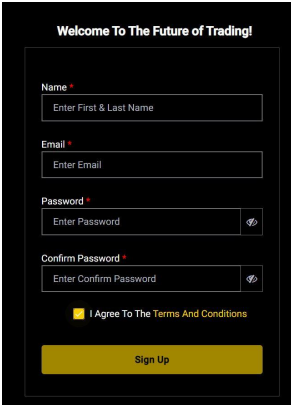 Welcome To The Future of Trading!
Name *
Enter First & Last Name
Email *
Enter Email
Password *
Enter Password
Confirm Password *
Enter Confirm Password
I Agree To The Terms And Conditions
Sign Up